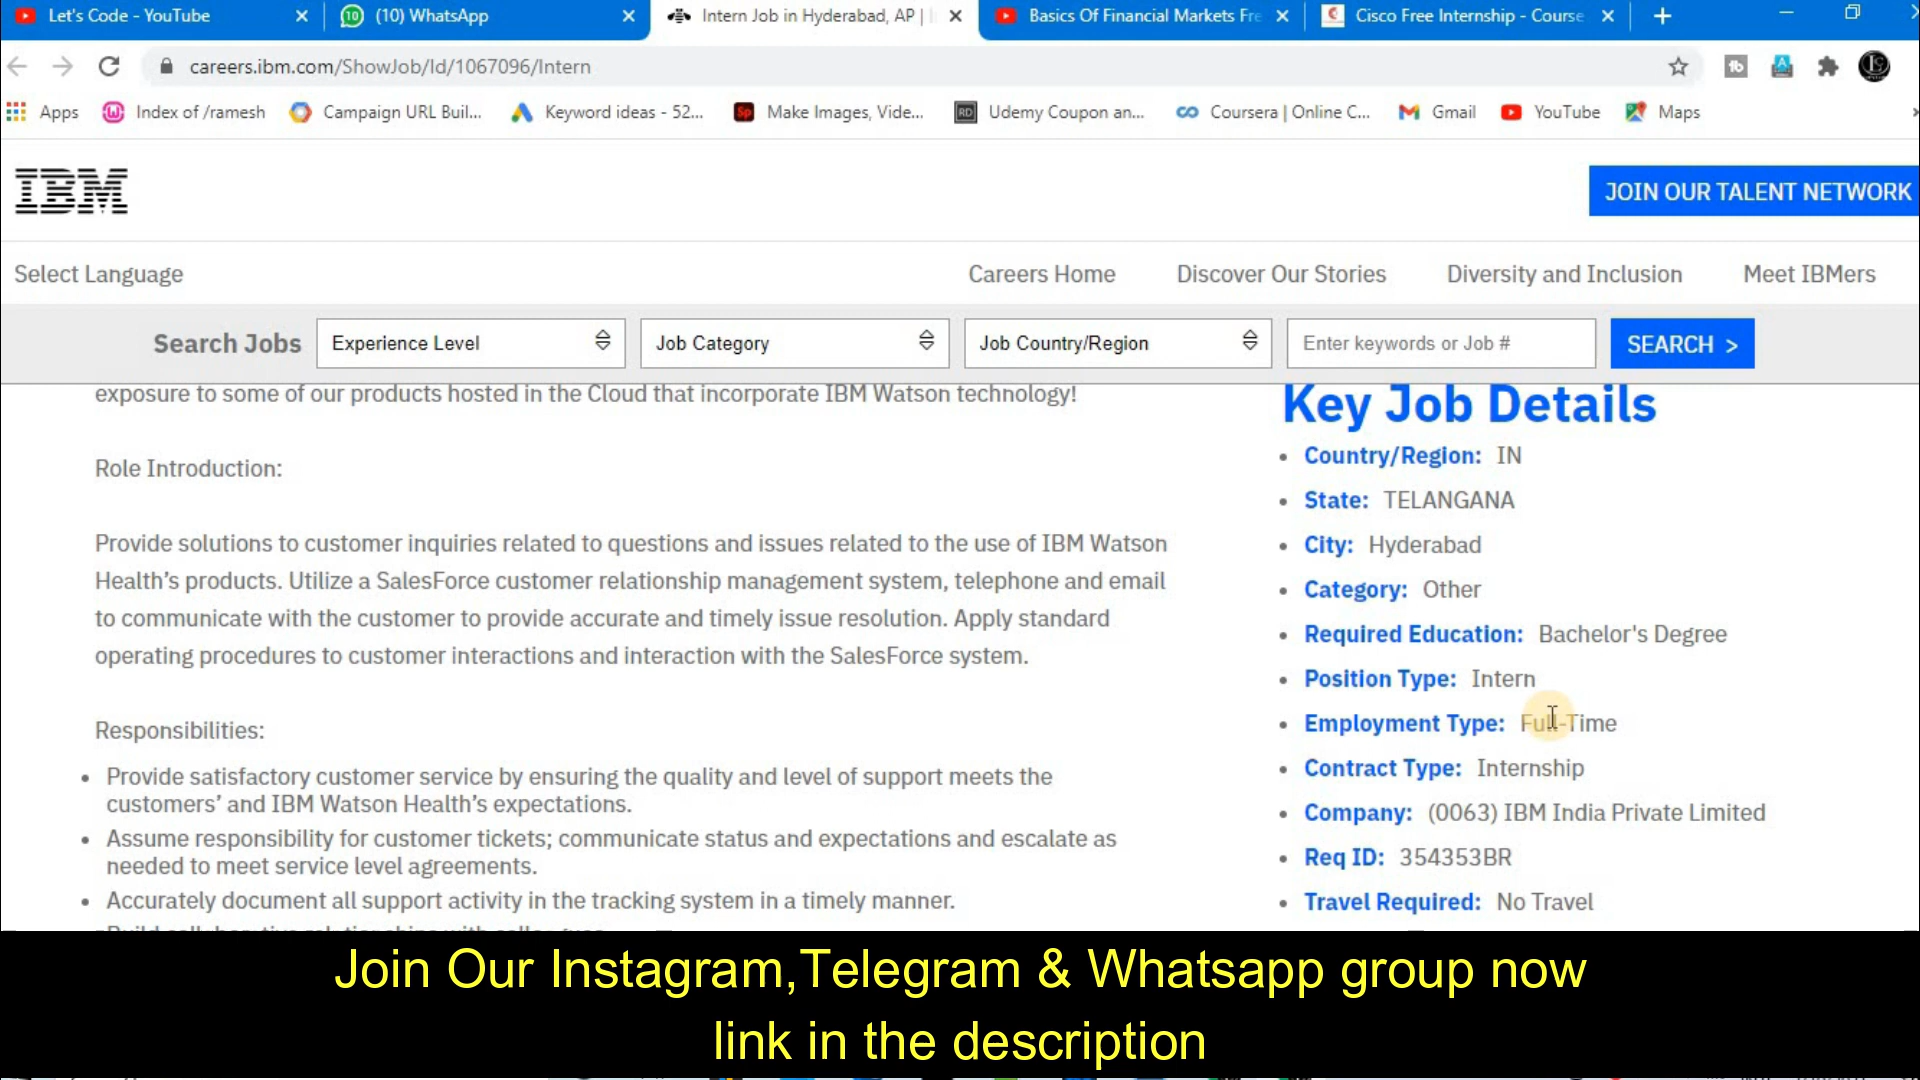 Let's Code - YouTube
(10) WhatsApp
Intern Job in Hyderabad, AP |
Basics Of Financial Markets Fre
Cisco Free Internship - Course
careers.ibm.com/ShowJob/Id/1067096/Intern
Apps
Index of /ramesh
Campaign URL Buil...
Keyword ideas - 52...
Make Images, Vide...
Udemy Coupon an...
Coursera | Online C...
Gmail
YouTube
Maps
IBM
JOIN OUR TALENT NETWORK
Select Language
Careers Home
Discover Our Stories
Diversity and Inclusion
Meet IBMers
Search Jobs
Experience Level
Job Category
Job Country/Region
Enter keywords or Job #
SEARCH >
exposure to some of our products hosted in the Cloud that incorporate IBM Watson technology!
Role Introduction:
Provide solutions to customer inquiries related to questions and issues related to the use of IBM Watson
Health's products. Utilize a SalesForce customer relationship management system, telephone and email
to communicate with the customer to provide accurate and timely issue resolution. Apply standard
operating procedures to customer interactions and interaction with the SalesForce system.
Responsibilities:
• Provide satisfactory customer service by ensuring the quality and level of support meets the
customers' and IBM Watson Health's expectations.
• Assume responsibility for customer tickets; communicate status and expectations and escalate as
needed to meet service level agreements.
• Accurately document all support activity in the tracking system in a timely manner.
Key Job Details
• Country/Region: IN
• State: TELANGANA
• City: Hyderabad
• Category: Other
• Required Education: Bachelor's Degree
• Position Type: Intern
• Employment Type: Full-Time
• Contract Type: Internship
• Company: (0063) IBM India Private Limited
• Req ID: 354353BR
• Travel Required: No Travel
Join Our Instagram,Telegram & Whatsapp group now
link in the description